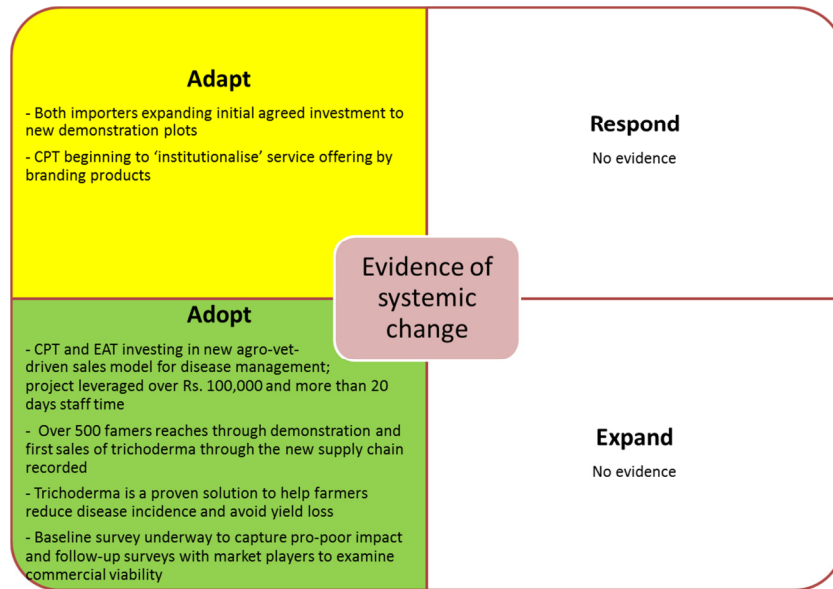 Adapt
- Both importers expanding initial agreed investment to
new demonstration plots
- CPT beginning to ‘institutionalise’ service offering by
branding products
Respond
No evidence
Evidence of
systemic
change
Adopt
- CPT and EAT investing in new agro-vet-
driven sales model for disease management;
project leveraged over Rs. 100,000 and more than 20
days staff time
- Over 500 famers reaches through demonstration and
first sales of trichoderma through the new supply chain
recorded
- Trichoderma is a proven solution to help farmers
reduce disease incidence and avoid yield loss
- Baseline survey underway to capture pro-poor impact
and follow-up surveys with market players to examine
commercial viability
Expand
No evidence